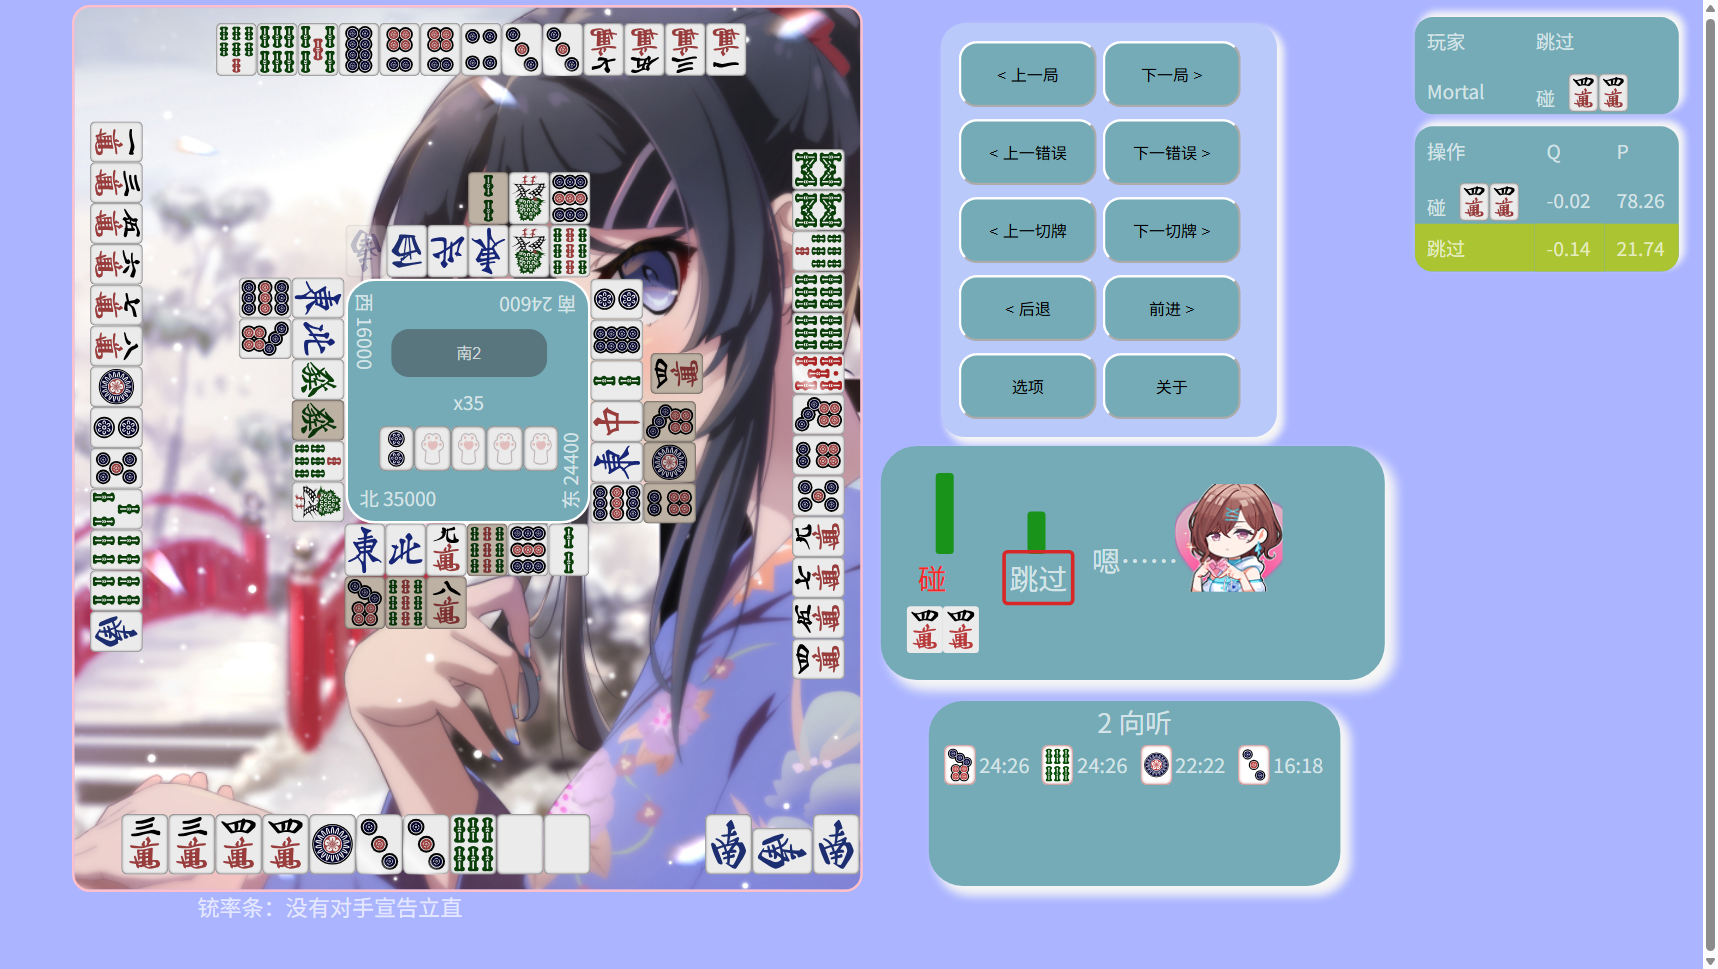 西 16000
南 24600
南2
x35
北 35000
东 24400
铳率条：没有对手宣告立直
< 上一局
下一局 >
< 上一错误
下一错误 >
< 上一切牌
下一切牌 >
< 后退
前进 >
选项
关于
碰
跳过
嗯……
2 向听
24:26
24:26
22:22
16:18
玩家 跳过
Mortal 碰
操作 Q P
碰 -0.02 78.26
跳过 -0.14 21.74